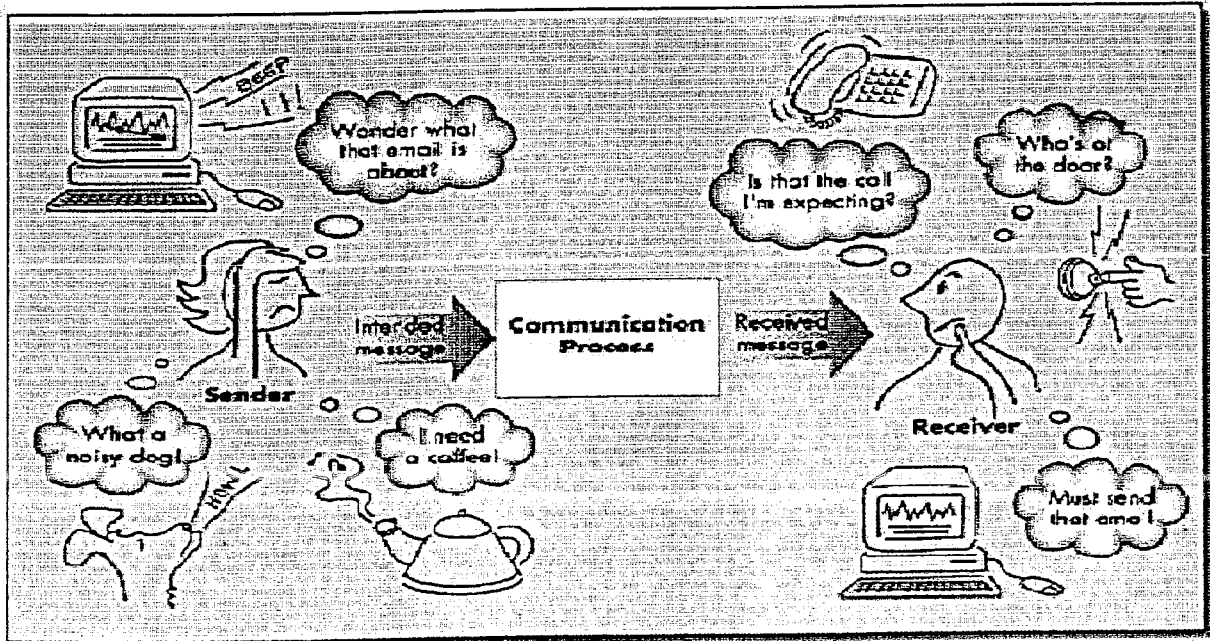 BEEP
!!!
Wonder what
that email is
about?
Is that the call
I'm expecting?
Who's at
the door?
Intended
message
Communication
Process
Received
message
Sender
Receiver
What a
noisy dog!
HOWL
I need
a coffee!
Must send
that email